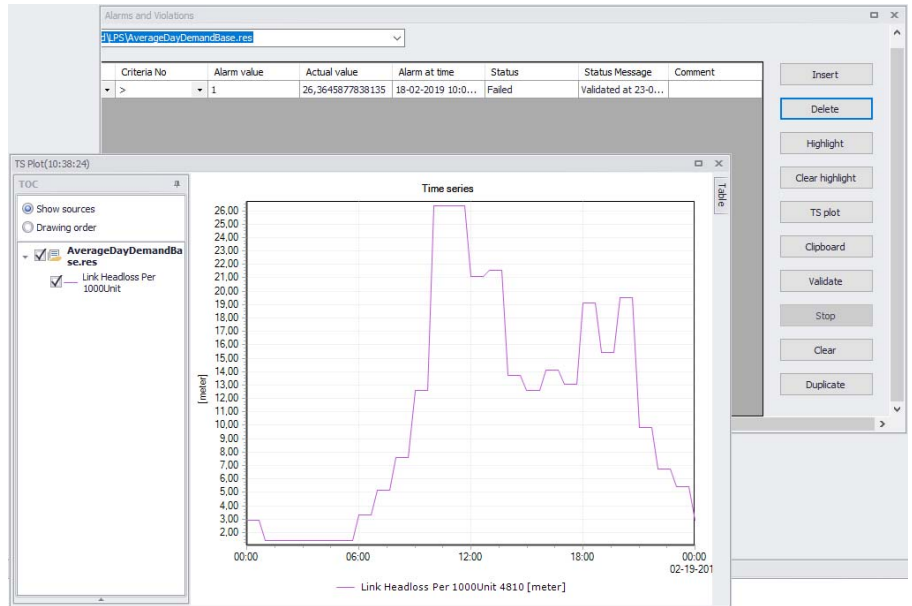 Alarms and Violations
d\LPS\AverageDayDemandBase.res
Criteria No Alarm value Actual value Alarm at time Status Status Message Comment
> 1 26,3645877838135 18-02-2019 10:0... Failed Validated at 23-0...
Insert
Delete
Highlight
Clear highlight
TS plot
Clipboard
Validate
Stop
Clear
Duplicate
TS Plot(10:38:24)
TOC
Show sources
Drawing order
AverageDayDemandBa
se.res
Link Headloss Per
1000Unit
Table
Time series
26,00
25,00
24,00
23,00
22,00
21,00
20,00
19,00
18,00
17,00
16,00
15,00
14,00
13,00
12,00
11,00
10,00
9,00
8,00
7,00
6,00
5,00
4,00
3,00
2,00
[meter]
00:00 06:00 12:00 18:00 00:00
02-19-201
Link Headloss Per 1000Unit 4810 [meter]